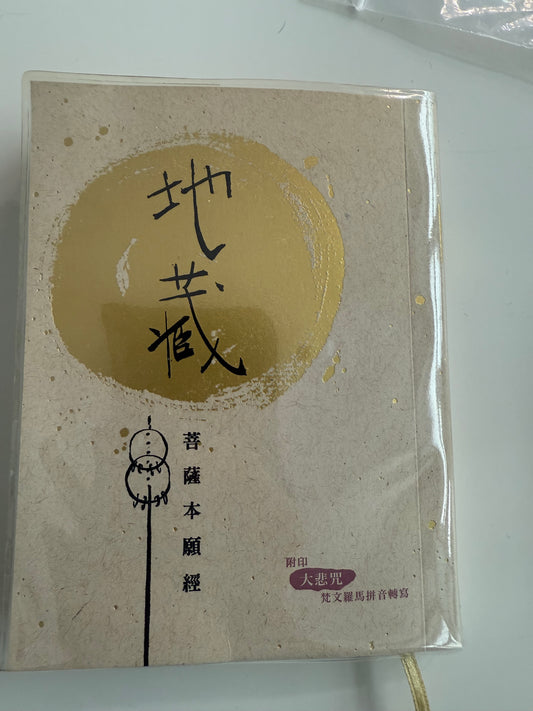 地藏
菩薩本願經
附印
大悲咒
梵文羅馬拼音轉寫